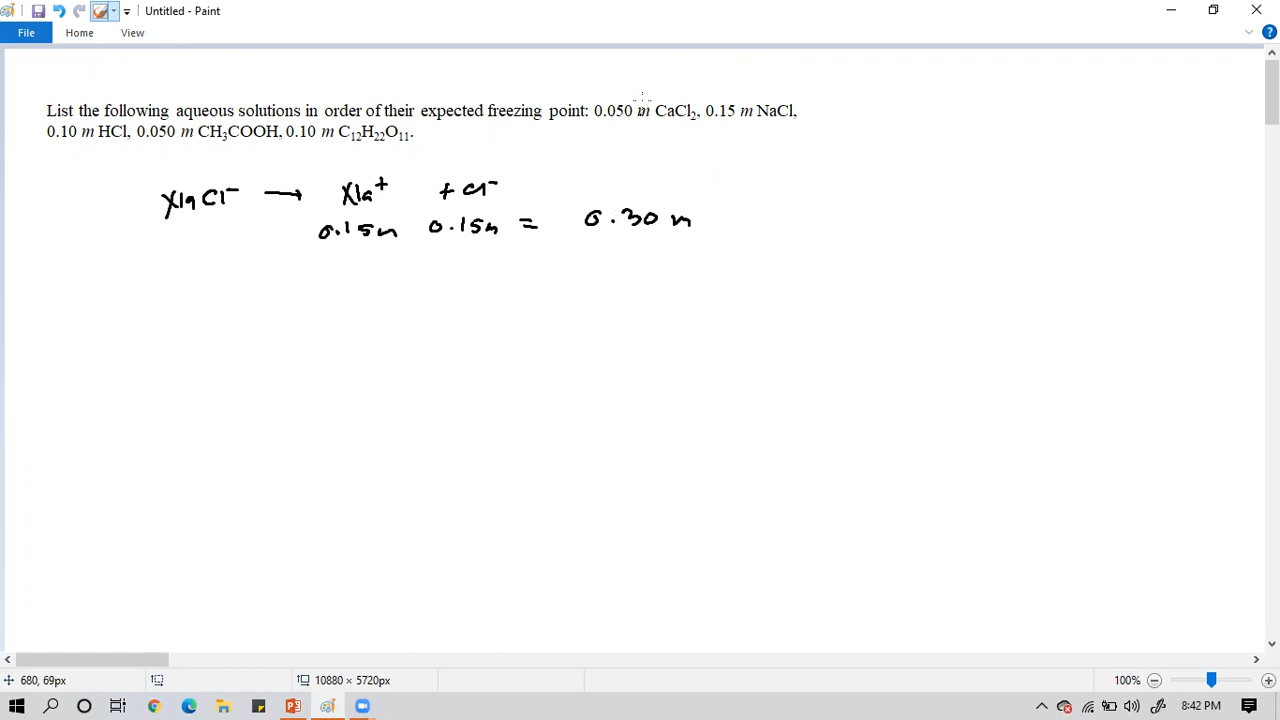 Untitled - Paint
File Home View
List the following aqueous solutions in order of their expected freezing point: 0.050 m CaCl₂, 0.15 m NaCl,
0.10 m HCl, 0.050 m CH₃COOH, 0.10 m C₁₂H₂₂O₁₁.
NaCl⁻ → Na⁺ + Cl⁻
0.15m 0.15m = 0.30 m
680, 69px 10880 × 5720px 100%
8:42 PM